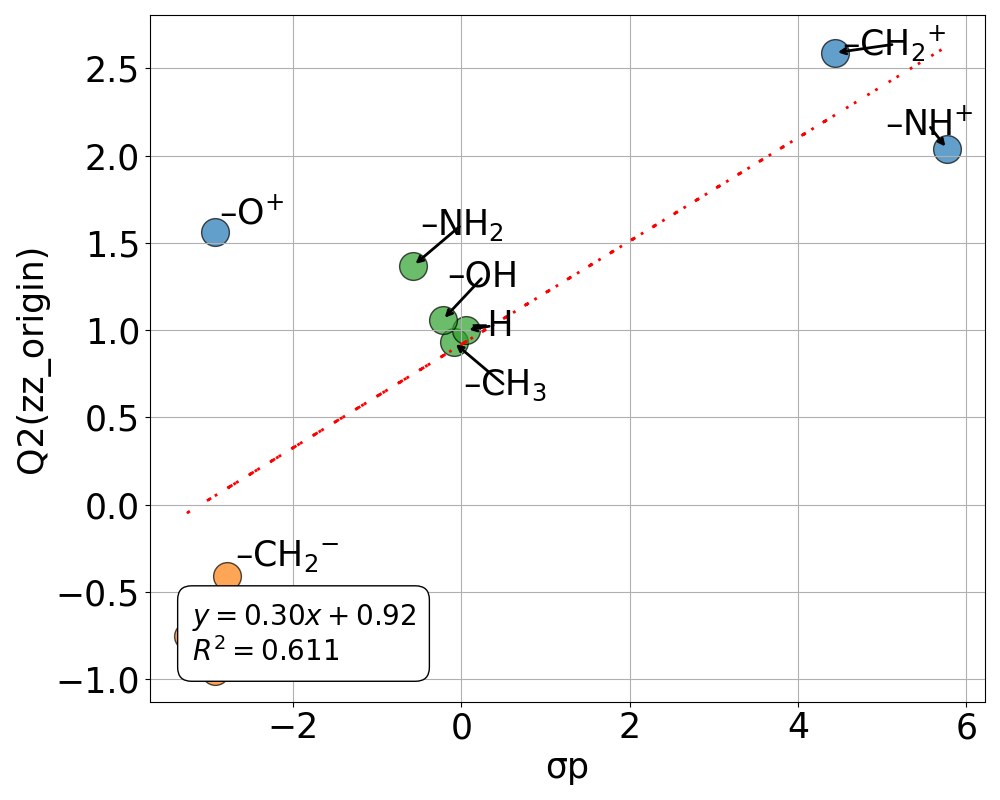 2.5
2.0
1.5
1.0
0.5
0.0
−0.5
−1.0
Q2(zz_origin)
–CH₂⁺
–NH⁺
–O⁺
–NH₂
–OH
–H
–CH₃
–CH₂⁻
y = 0.30x + 0.92
R² = 0.611
−2
0
2
4
6
σp